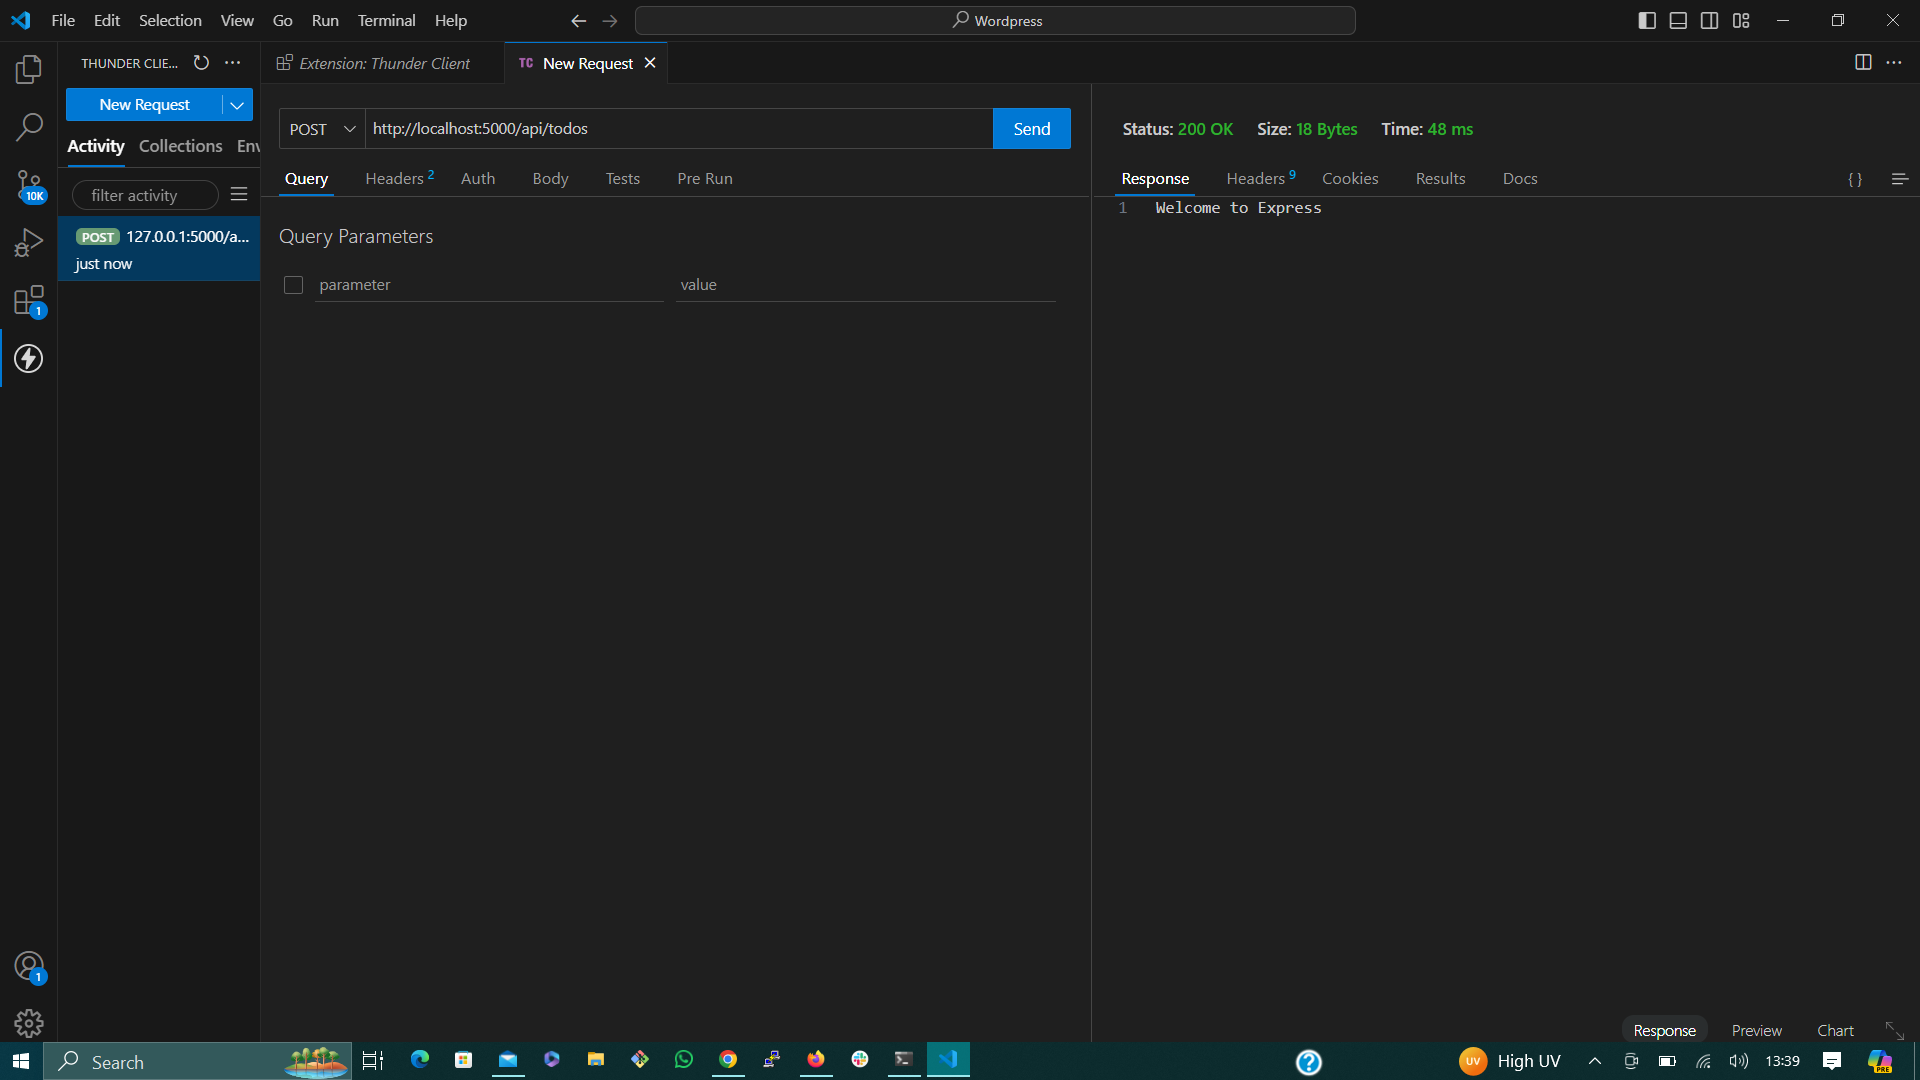 File Edit Selection View Go Run Terminal Help
Wordpress
THUNDER CLIE...
Extension: Thunder Client
TC New Request
New Request
POST http://localhost:5000/api/todos Send
Status: 200 OK Size: 18 Bytes Time: 48 ms
Activity Collections Env
Query Headers 2 Auth Body Tests Pre Run
Response Headers 9 Cookies Results Docs { }
filter activity
10K
1 Welcome to Express
POST 127.0.0.1:5000/a...
just now
Query Parameters
parameter value
1
1
Response Preview Chart
Search
UV High UV
13:39
PRE